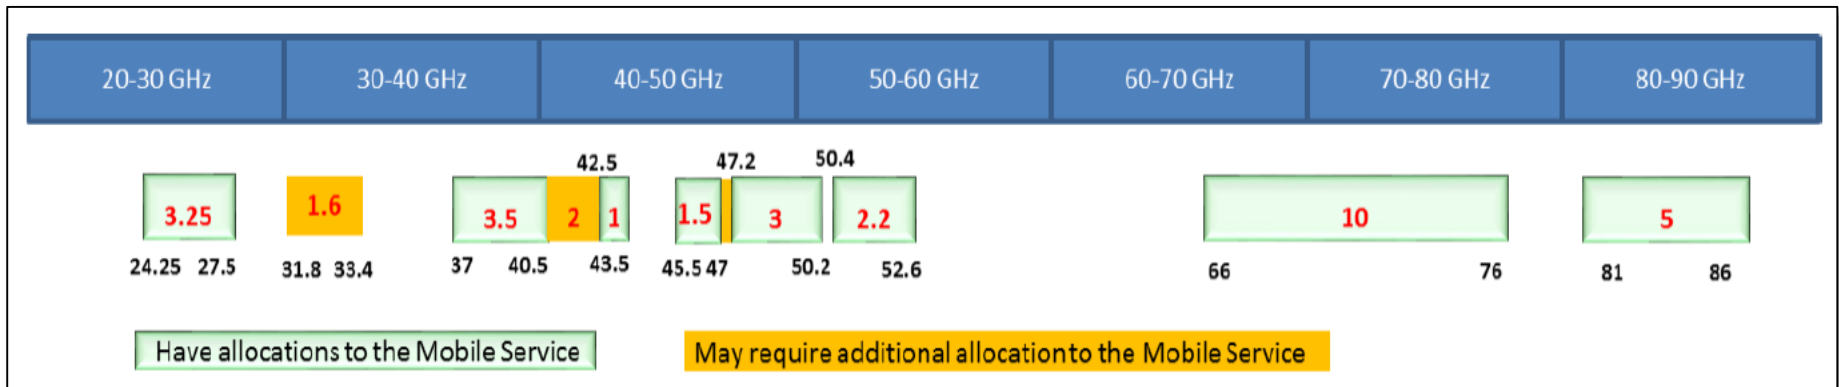 20-30 GHz 30-40 GHz 40-50 GHz 50-60 GHz 60-70 GHz 70-80 GHz 80-90 GHz
42.5 47.2 50.4
3.25 1.6 3.5 2 1 1.5 3 2.2 10 5
24.25 27.5 31.8 33.4 37 40.5 43.5 45.5 47 50.2 52.6 66 76 81 86
Have allocations to the Mobile Service May require additional allocationto the Mobile Service